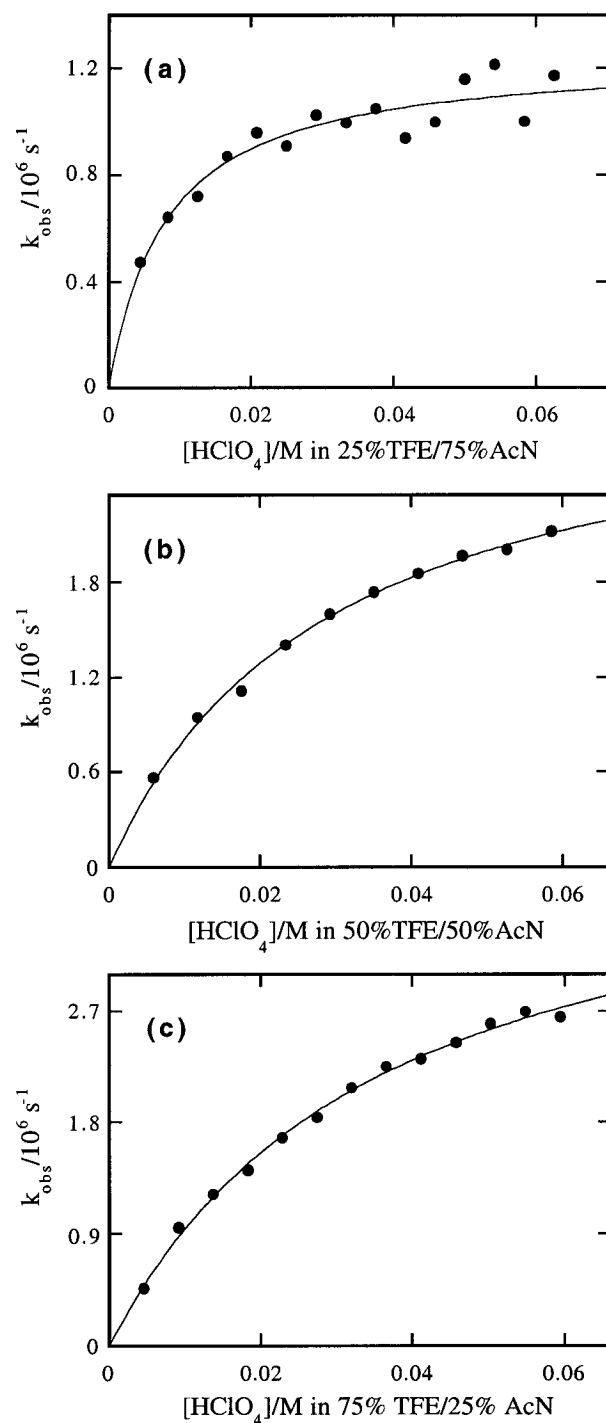 (a)
k_obs/10^6 s^-1
1.2
0.8
0.4
0
0 0.02 0.04 0.06
[HClO_4]/M in 25%TFE/75%AcN
(b)
k_obs/10^6 s^-1
1.8
1.2
0.6
0
0 0.02 0.04 0.06
[HClO_4]/M in 50%TFE/50%AcN
(c)
k_obs/10^6 s^-1
2.7
1.8
0.9
0
0 0.02 0.04 0.06
[HClO_4]/M in 75% TFE/25% AcN